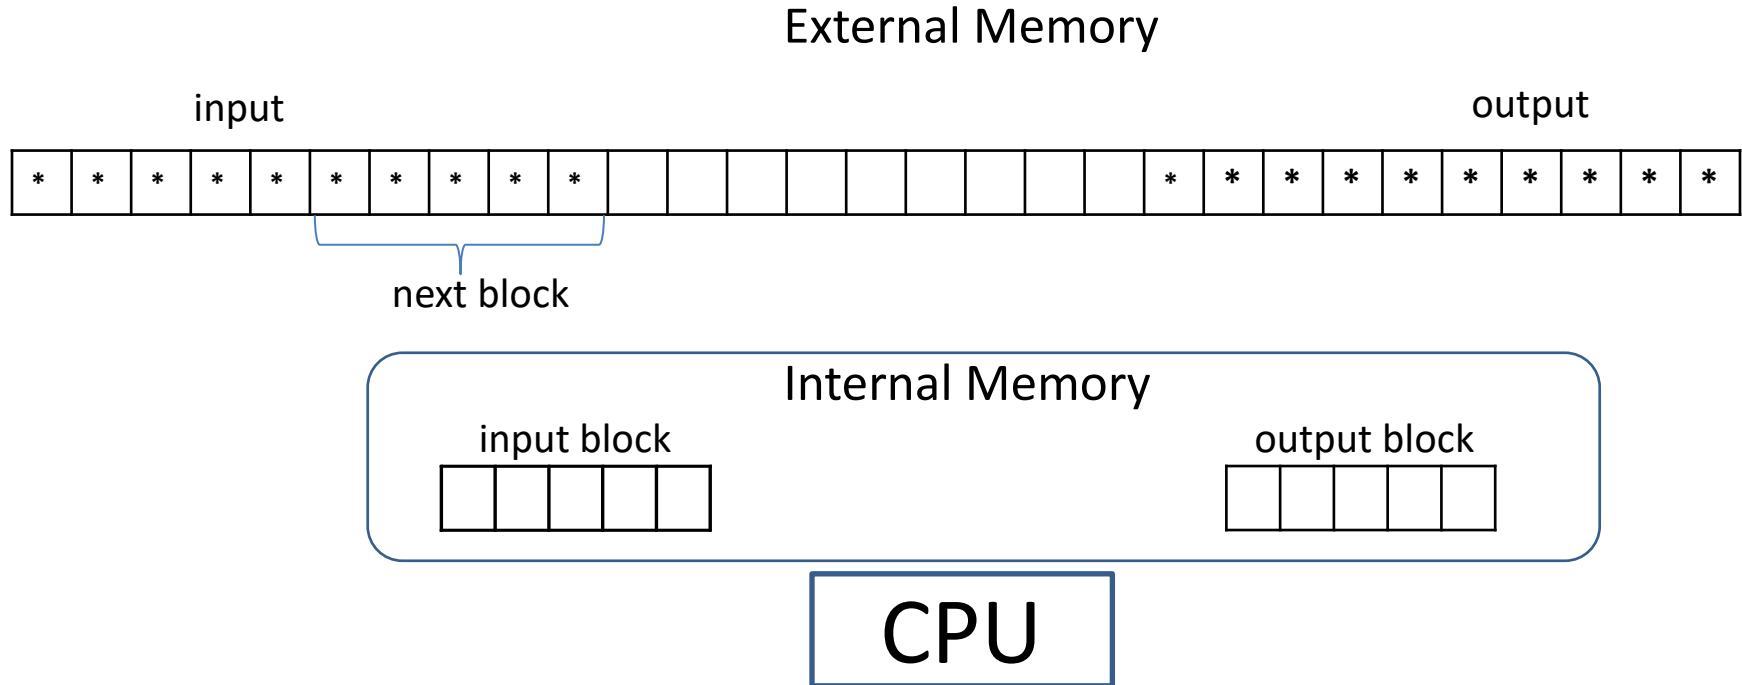 External Memory
input
output
* * * * * * * * * * * * * * * * * * * *
next block
Internal Memory
input block
output block
CPU